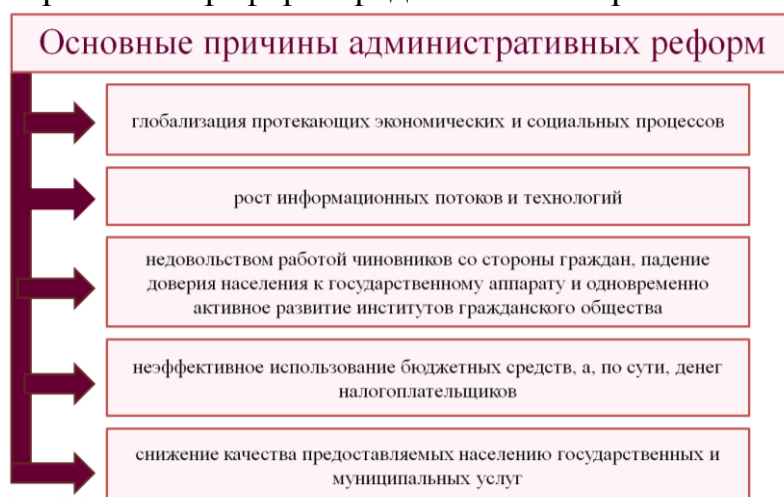 Основные причины административных реформ
глобализация протекающих экономических и социальных процессов
рост информационных потоков и технологий
недовольством работой чиновников со стороны граждан, падение
доверия населения к государственному аппарату и одновременно
активное развитие институтов гражданского общества
неэффективное использование бюджетных средств, а, по сути, денег
налогоплательщиков
снижение качества предоставляемых населению государственных и
муниципальных услуг